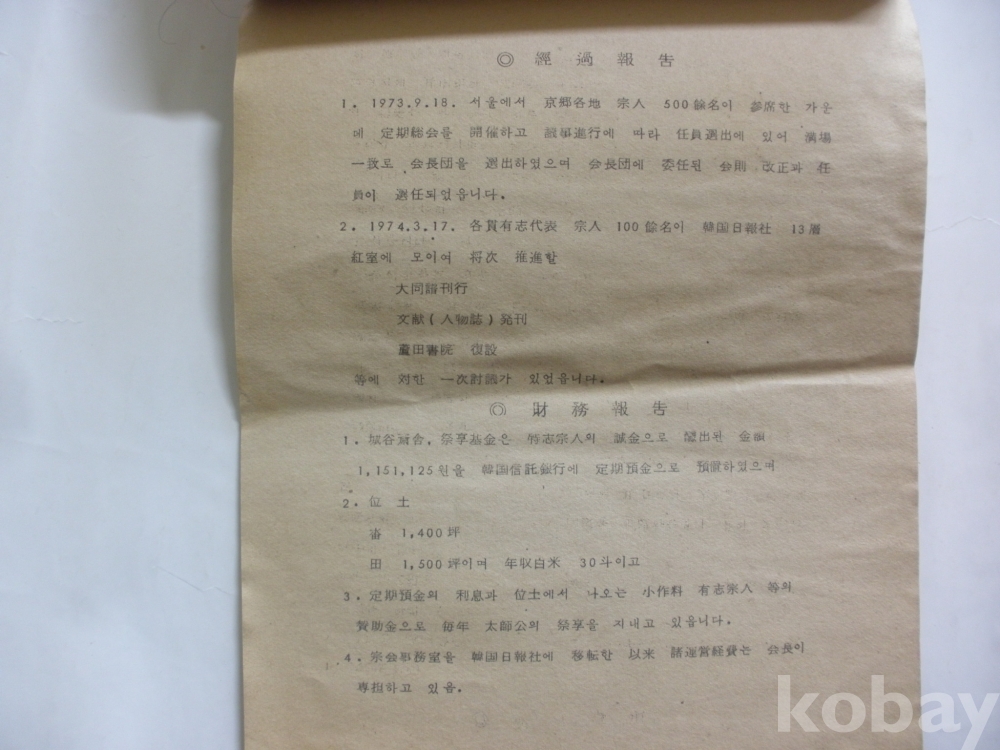 ◎ 經過報告
1. 1973.9.18. 서울에서 京鄕各地 宗人 500餘名이 參席한 가운
데 定期総会를 開催하고 議事進行에 따라 任員選出에 있어 満場
一致로 会長団을 選出하였으며 会長団에 委任된 会則 改正과 任
員이 選任되었읍니다.
2. 1974.3.17. 各貫有志代表 宗人 100餘名이 韓国日報社 13層
紅室에 모이여 将次 推進할
大同譜刊行
文献(人物誌)発刊
書院 復設
等에 対한 一次討議가 있었읍니다.
◎ 財務報告
1. 祭享基金은 特志宗人의 誠金으로 醵出된 金額
1,151,125원을 韓国信託銀行에 定期預金으로 預置하였으며
2. 位土
畓 1,400坪
田 1,500坪이며 年収白米 30斗이고
3. 定期預金의 利息과 位土에서 나오는 小作料 有志宗人 等의
賛助金으로 毎年 太師公의 祭享을 지내고 있읍니다.
4. 宗会事務室을 韓国日報社에 移転한 以来 諸運営経費는 会長이
専担하고 있음.
kobay